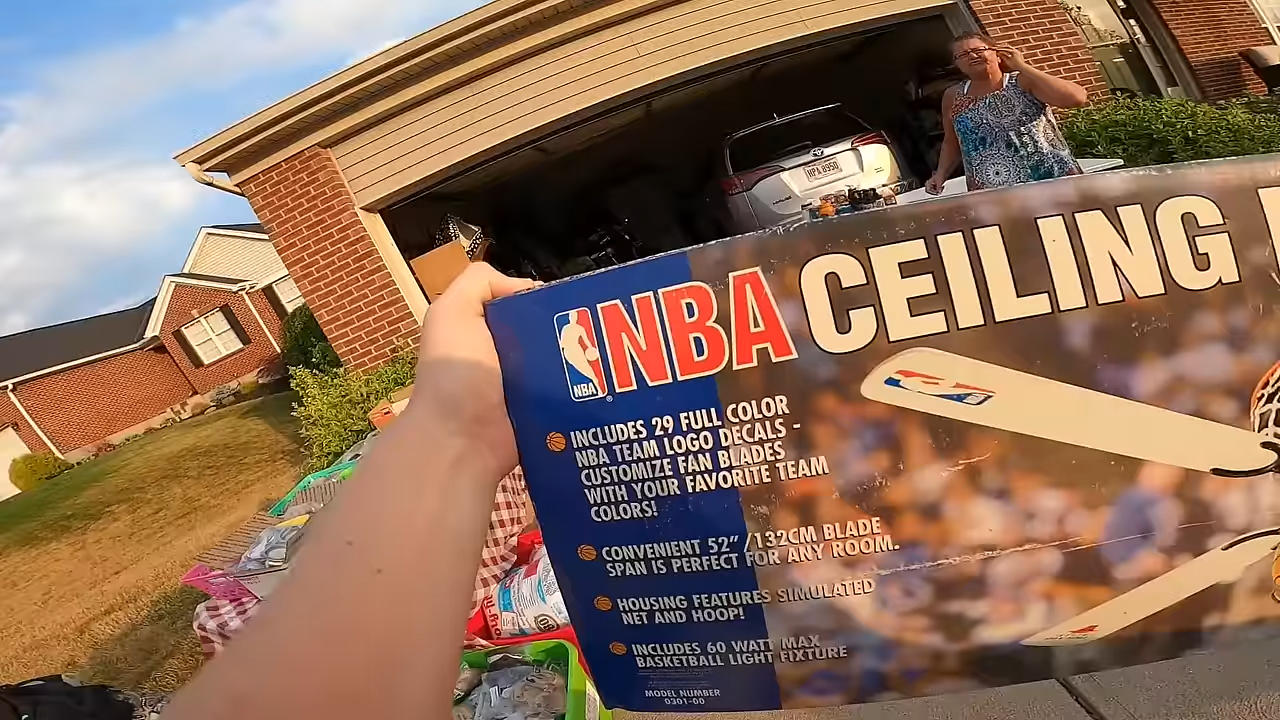 HPA 8950
NBA CEILING
NBA
INCLUDES 29 FULL COLOR
NBA TEAM LOGO DECALS -
CUSTOMIZE FAN BLADES
WITH YOUR FAVORITE TEAM
COLORS!
CONVENIENT 52"/132CM BLADE
SPAN IS PERFECT FOR ANY ROOM.
HOUSING FEATURES SIMULATED
NET AND HOOP!
INCLUDES 60 WATT MAX
BASKETBALL LIGHT FIXTURE
MODEL NUMBER
0301-00